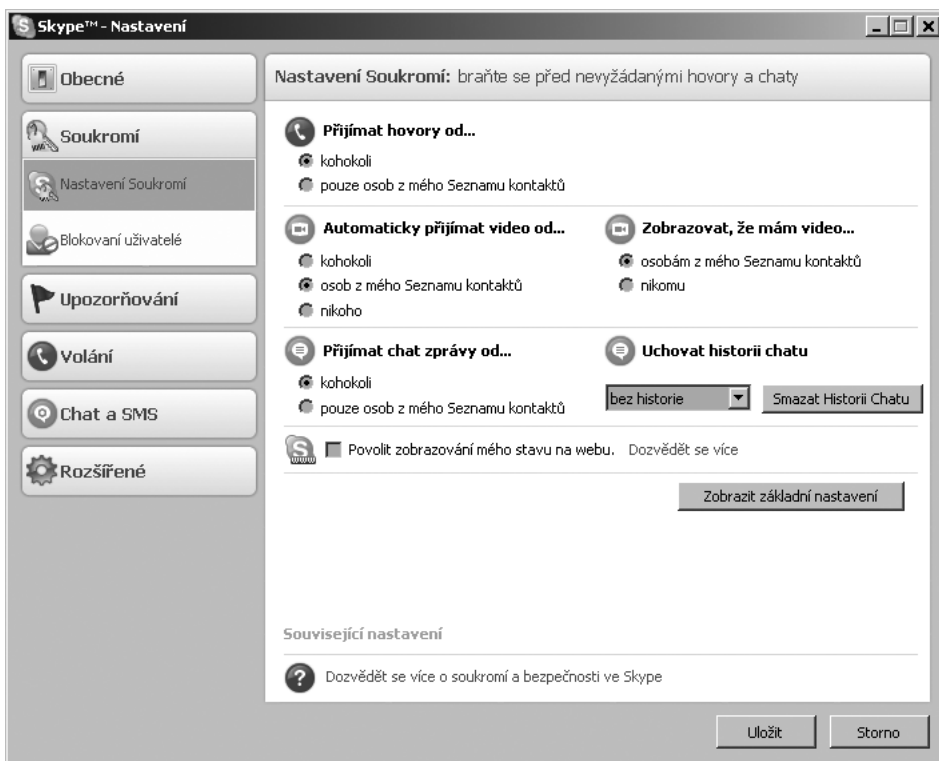 Skype™ - Nastavení
Obecné
Soukromí
Nastavení Soukromí
Blokovaní uživatelé
Upozorňování
Volání
Chat a SMS
Rozšířené
Nastavení Soukromí: braňte se před nevyžádanými hovory a chaty
Přijímat hovory od...
kohokoli
pouze osob z mého Seznamu kontaktů
Automaticky přijímat video od...
kohokoli
osob z mého Seznamu kontaktů
nikoho
Zobrazovat, že mám video...
osobám z mého Seznamu kontaktů
nikomu
Přijímat chat zprávy od...
kohokoli
pouze osob z mého Seznamu kontaktů
Uchovat historii chatu
bez historie
Smazat Historii Chatu
Povolit zobrazování mého stavu na webu. Dozvědět se více
Zobrazit základní nastavení
Související nastavení
Dozvědět se více o soukromí a bezpečnosti ve Skype
Uložit
Storno